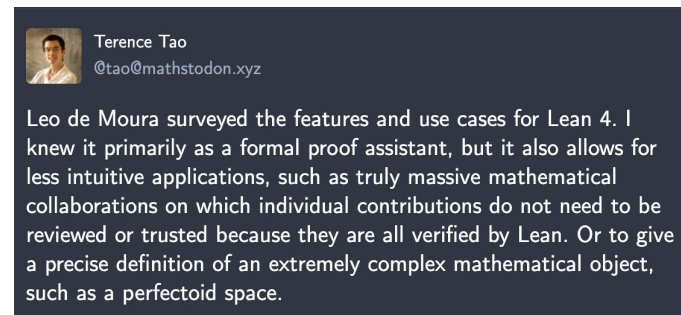 Terence Tao
@tao@mathstodon.xyz
Leo de Moura surveyed the features and use cases for Lean 4. I
knew it primarily as a formal proof assistant, but it also allows for
less intuitive applications, such as truly massive mathematical
collaborations on which individual contributions do not need to be
reviewed or trusted because they are all verified by Lean. Or to give
a precise definition of an extremely complex mathematical object,
such as a perfectoid space.